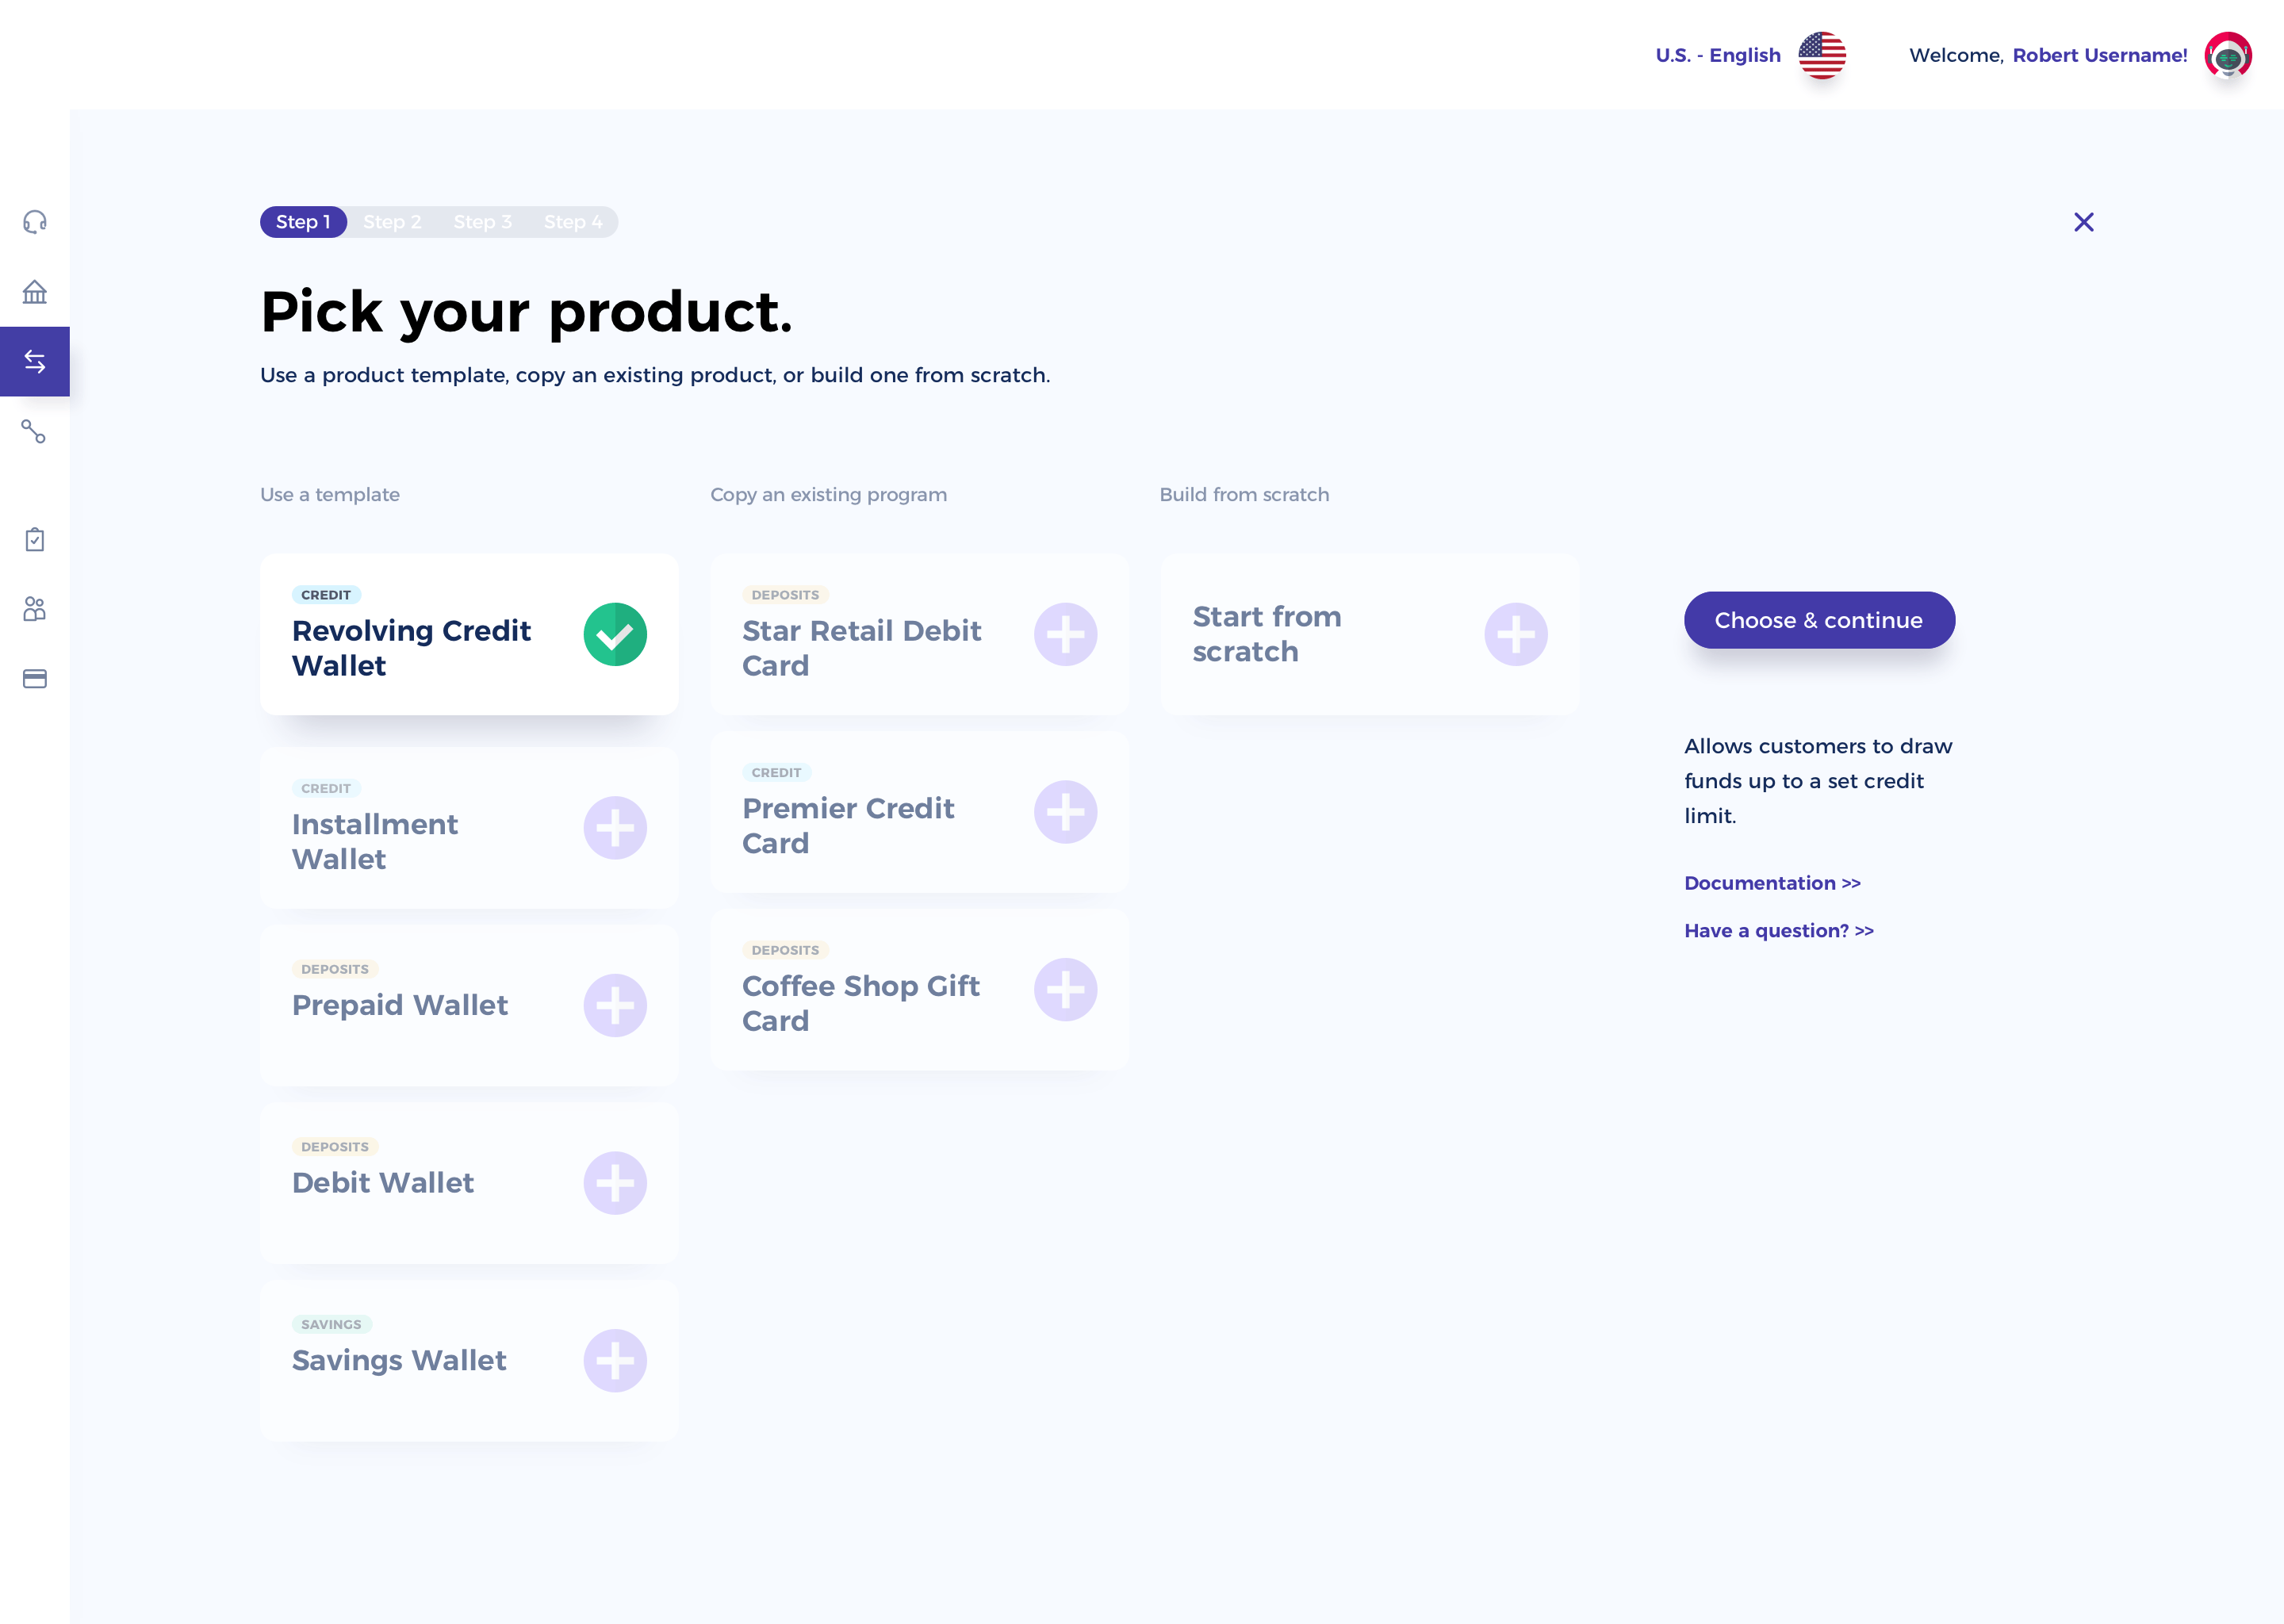 U.S. - English
Welcome, Robert Username!
Step 1 Step 2 Step 3 Step 4
Pick your product.
Use a product template, copy an existing product, or build one from scratch.
Use a template
CREDIT
Revolving Credit
Wallet
CREDIT
Installment
Wallet
DEPOSITS
Prepaid Wallet
DEPOSITS
Debit Wallet
SAVINGS
Savings Wallet
Copy an existing program
DEPOSITS
Star Retail Debit
Card
CREDIT
Premier Credit
Card
DEPOSITS
Coffee Shop Gift
Card
Build from scratch
Start from
scratch
Choose & continue
Allows customers to draw
funds up to a set credit
limit.
Documentation >>
Have a question? >>